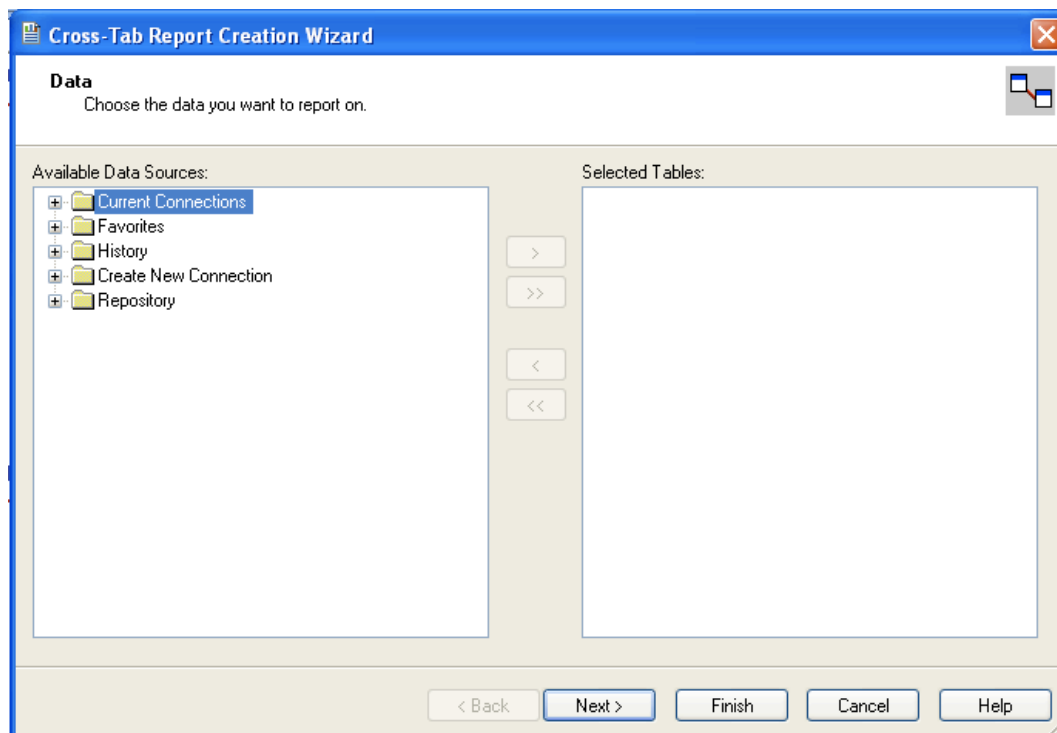 Cross-Tab Report Creation Wizard
Data
Choose the data you want to report on.
Available Data Sources:
Current Connections
Favorites
History
Create New Connection
Repository
>
>>
<
<<
Selected Tables:
< Back
Next >
Finish
Cancel
Help